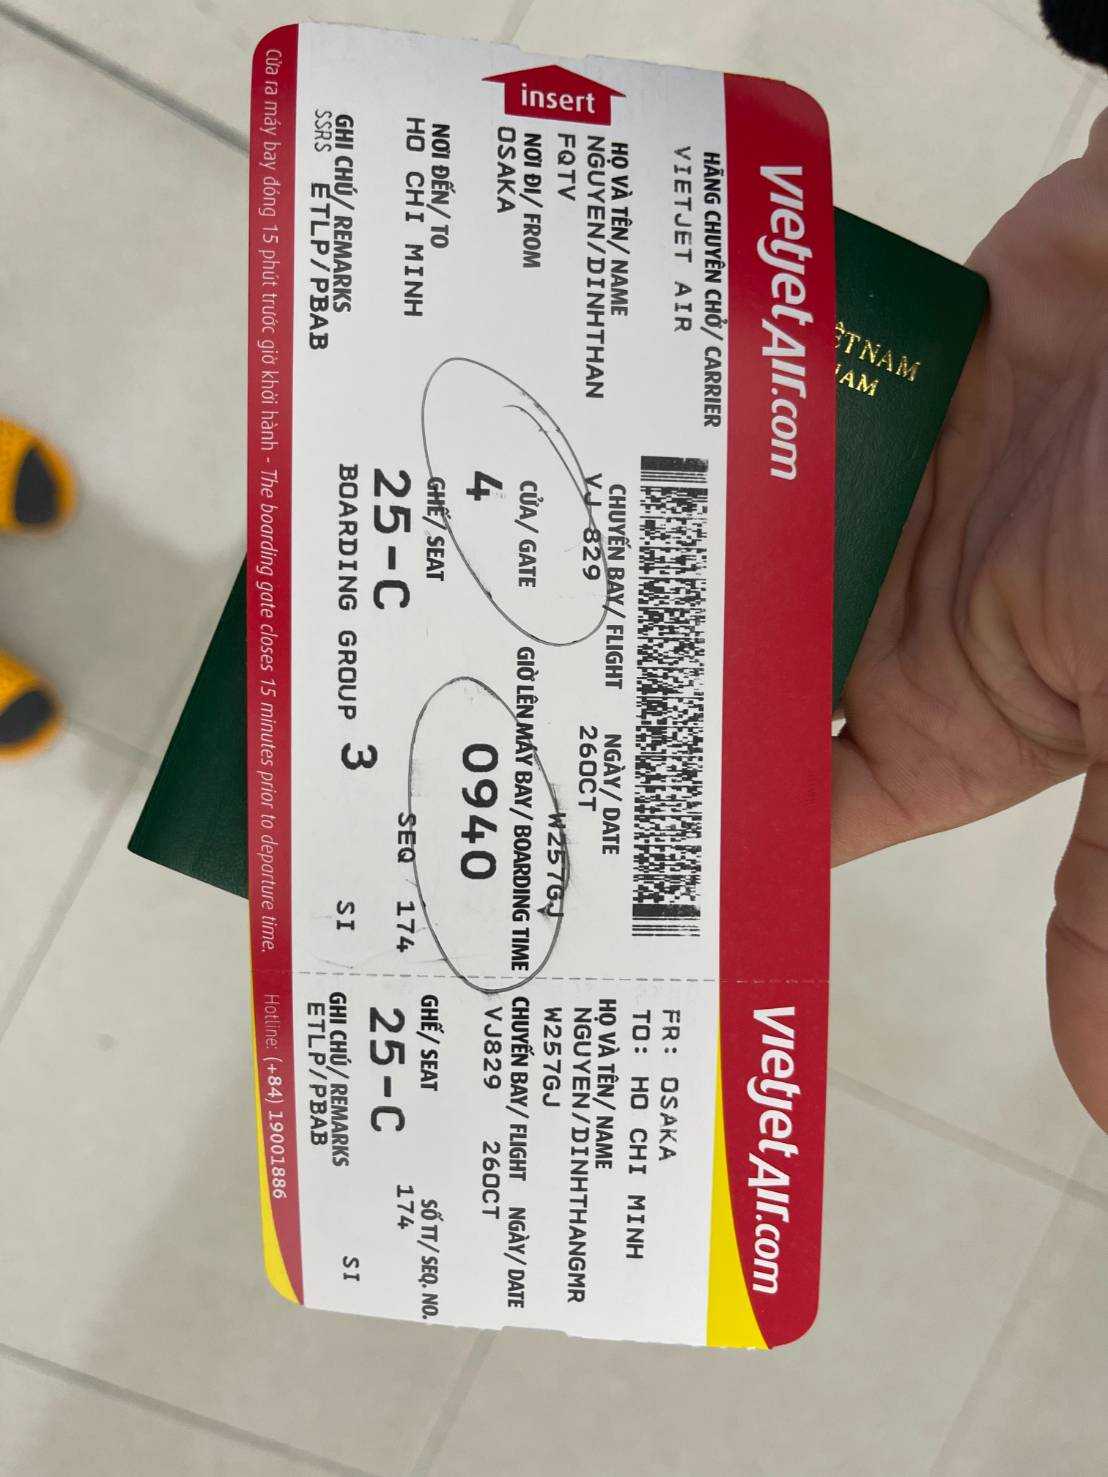 Vietjet Air.com
HÃNG CHUYÊN CHỞ/ CARRIER
VIETJET AIR
insert
HỌ VÀ TÊN/ NAME
NGUYEN/DINHTHAN
FQTV
CHUYẾN BAY/ FLIGHT
VJ 829
NGÀY/ DATE
26OCT
W257GJ
NƠI ĐI/ FROM
OSAKA
CỬA/ GATE
4
GIỜ LÊN MÁY BAY/ BOARDING TIME
0940
NƠI ĐẾN/ TO
HO CHI MINH
GHẾ/ SEAT
25-C
SEQ 174
GHI CHÚ/ REMARKS
SSRS ETLP/PBAB
BOARDING GROUP 3
SI
Cửa ra máy bay đóng 15 phút trước giờ khởi hành - The boarding gate closes 15 minutes prior to departure time.
Hotline: (+84) 19001886
Vietjet Air.com
FR: OSAKA
TO: HO CHI MINH
HỌ VÀ TÊN/ NAME
NGUYEN/DINHTHANGMR
W257GJ
CHUYẾN BAY/ FLIGHT NGÀY/ DATE
VJ829 26OCT
GHẾ/ SEAT SỐ TT/ SEQ. NO.
25-C 174
GHI CHÚ/ REMARKS
ETLP/PBAB SI